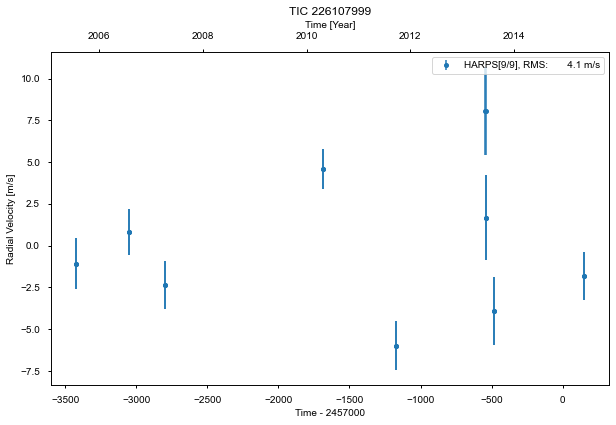 TIC 226107999
Time [Year]
2006 2008 2010 2012 2014
HARPS[9/9], RMS: 4.1 m/s
Radial Velocity [m/s]
10.0
7.5
5.0
2.5
0.0
−2.5
−5.0
−7.5
−3500 −3000 −2500 −2000 −1500 −1000 −500 0
Time - 2457000